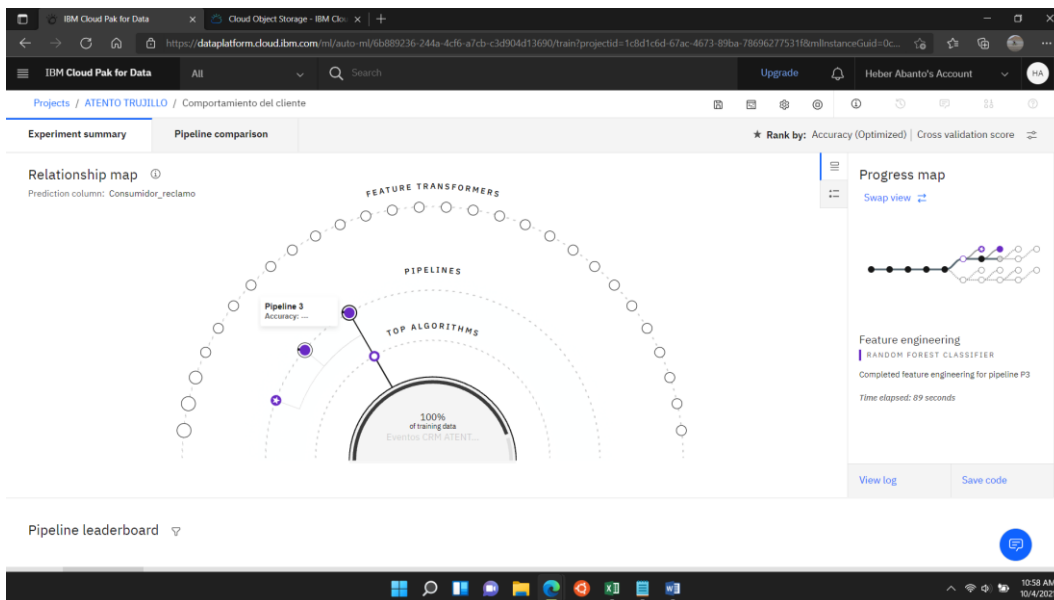 IBM Cloud Pak for Data
Cloud Object Storage - IBM Clou
https://dataplatform.cloud.ibm.com/ml/auto-ml/6b889236-244a-4cf6-a7cb-c3d904d13690/train?projectid=1c8d1c6d-67ac-4673-89ba-78696277531f&mlInstanceGuid=0c...
IBM Cloud Pak for Data
All
Search
Upgrade
Heber Abanto's Account
HA
Projects / ATENTO TRUJILLO / Comportamiento del cliente
Experiment summary
Pipeline comparison
Rank by: Accuracy (Optimized) | Cross validation score
Relationship map
Prediction column: Consumidor_reclamo
FEATURE TRANSFORMERS
PIPELINES
Pipeline 3
Accuracy: ---
TOP ALGORITHMS
100%
of training data
Eventos CRM ATENT...
Progress map
Swap view
Feature engineering
RANDOM FOREST CLASSIFIER
Completed feature engineering for pipeline P3
Time elapsed: 89 seconds
View log
Save code
Pipeline leaderboard
10:58 AM